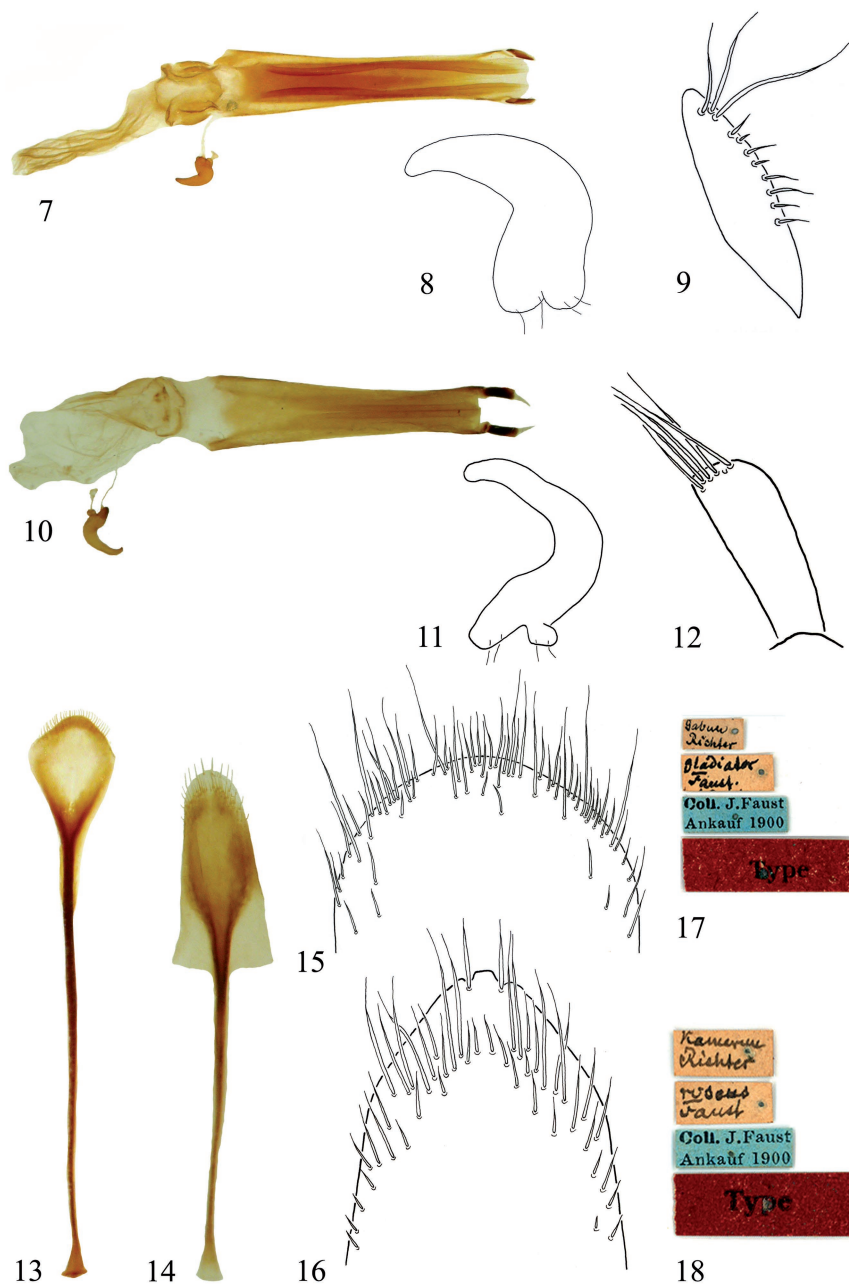 7
8
9
10
11
12
13
14
15
16
Gabun
Richter
gladiator
Faust.
Coll. J.Faust
Ankauf 1900
Type
17
Kamerun
Richter
Faust
Coll. J.Faust
Ankauf 1900
Type
18